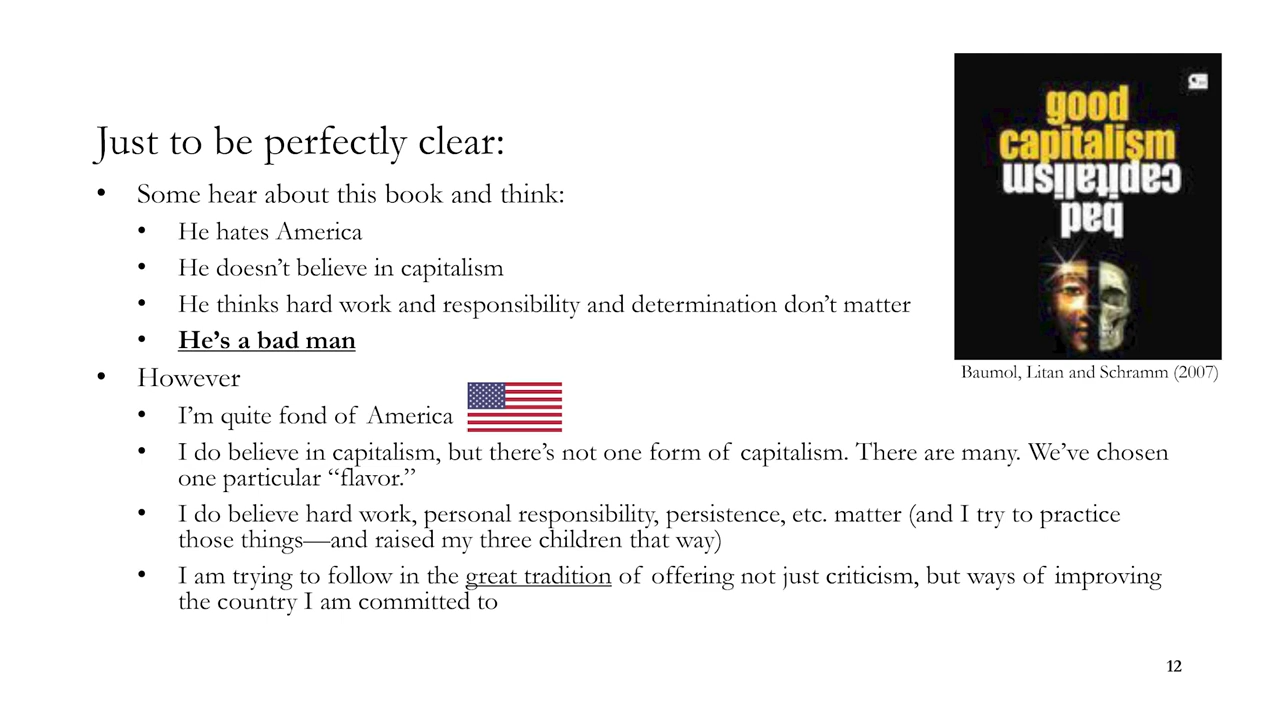 Just to be perfectly clear:
• Some hear about this book and think:
• He hates America
• He doesn’t believe in capitalism
• He thinks hard work and responsibility and determination don’t matter
• He’s a bad man
• However
• I’m quite fond of America
• I do believe in capitalism, but there’s not one form of capitalism. There are many. We’ve chosen
one particular “flavor.”
• I do believe hard work, personal responsibility, persistence, etc. matter (and I try to practice
those things—and raised my three children that way)
• I am trying to follow in the great tradition of offering not just criticism, but ways of improving
the country I am committed to
good
capitalism
capitalism
bad
Baumol, Litan and Schramm (2007)
12